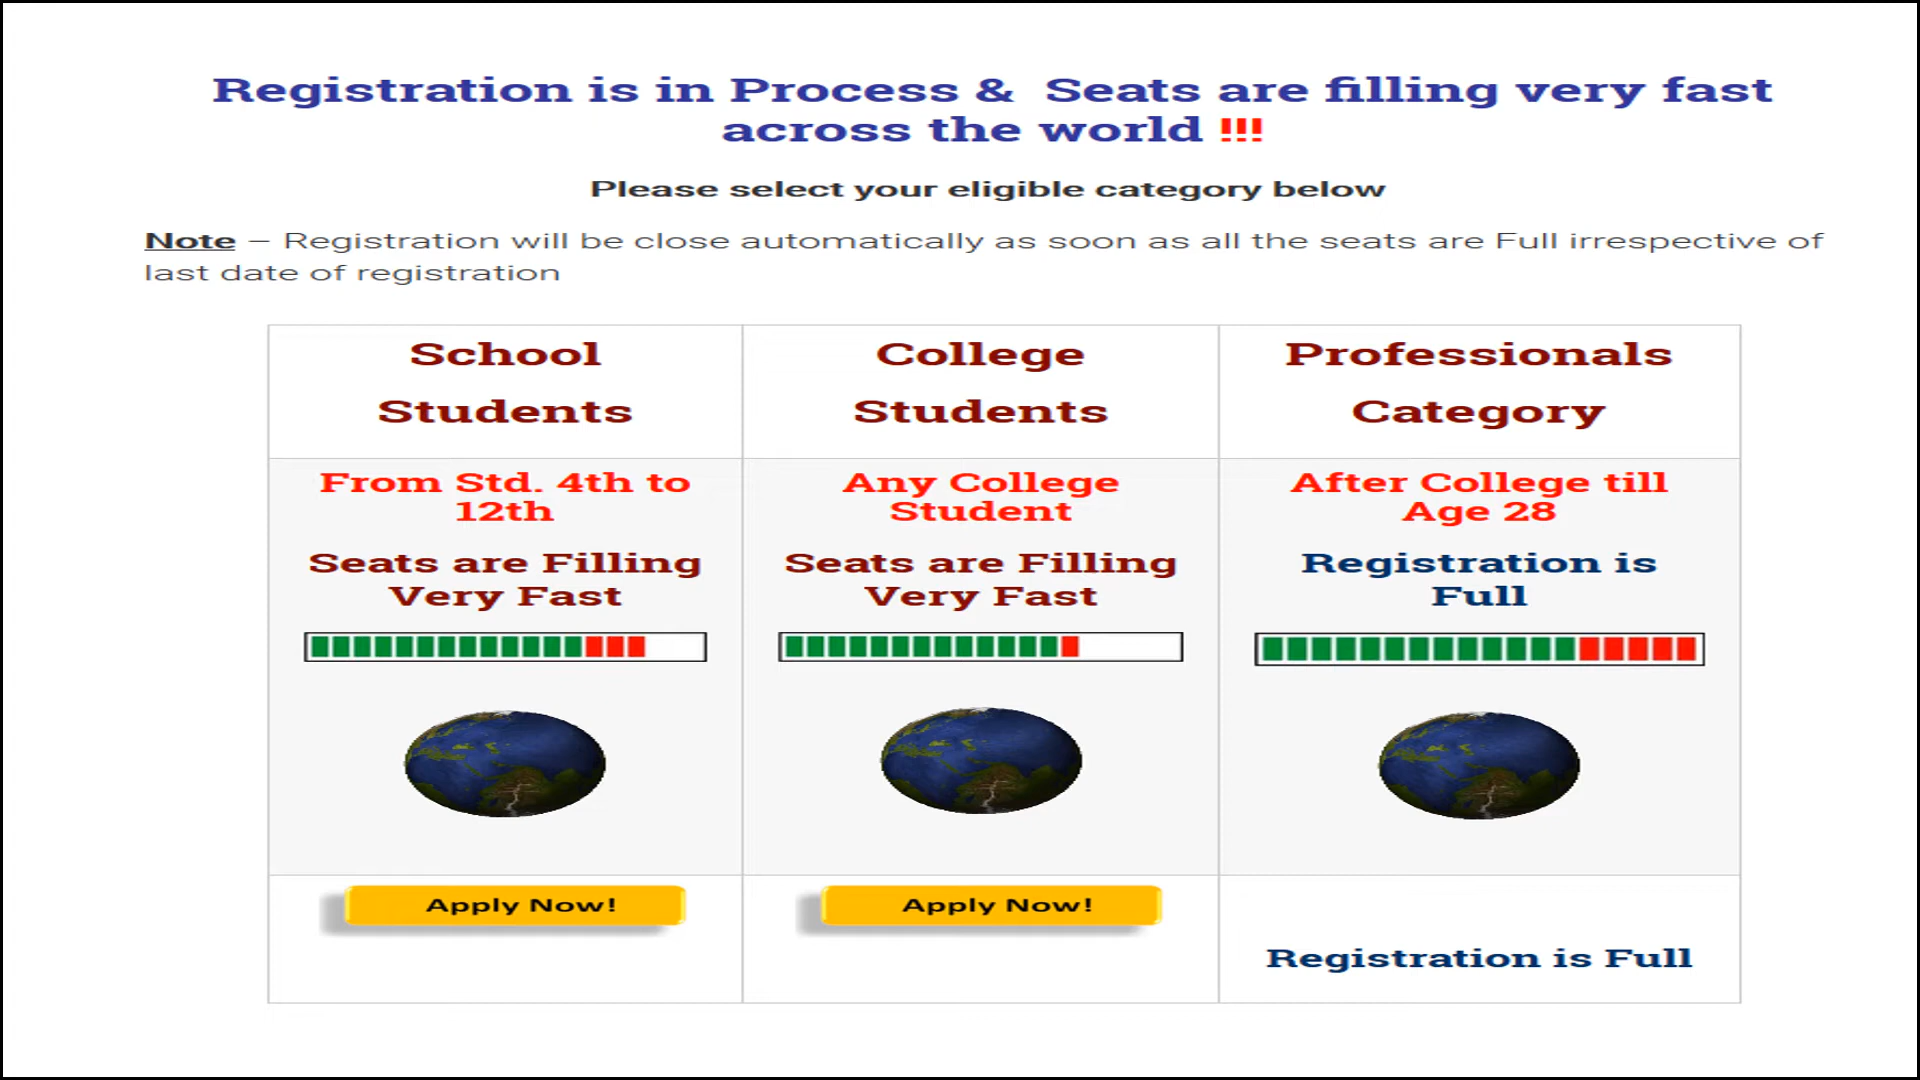 Registration is in Process & Seats are filling very fast
across the world !!!
Please select your eligible category below
Note – Registration will be close automatically as soon as all the seats are Full irrespective of
last date of registration
School
Students
College
Students
Professionals
Category
From Std. 4th to
12th
Seats are Filling
Very Fast
Any College
Student
Seats are Filling
Very Fast
After College till
Age 28
Registration is
Full
Apply Now!
Apply Now!
Registration is Full